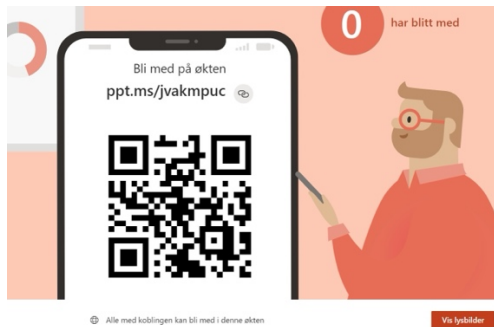 0 har blitt med
Bli med på økten
ppt.ms/jvakmpuc
Alle med koblingen kan bli med i denne økten
Vis lysbilder